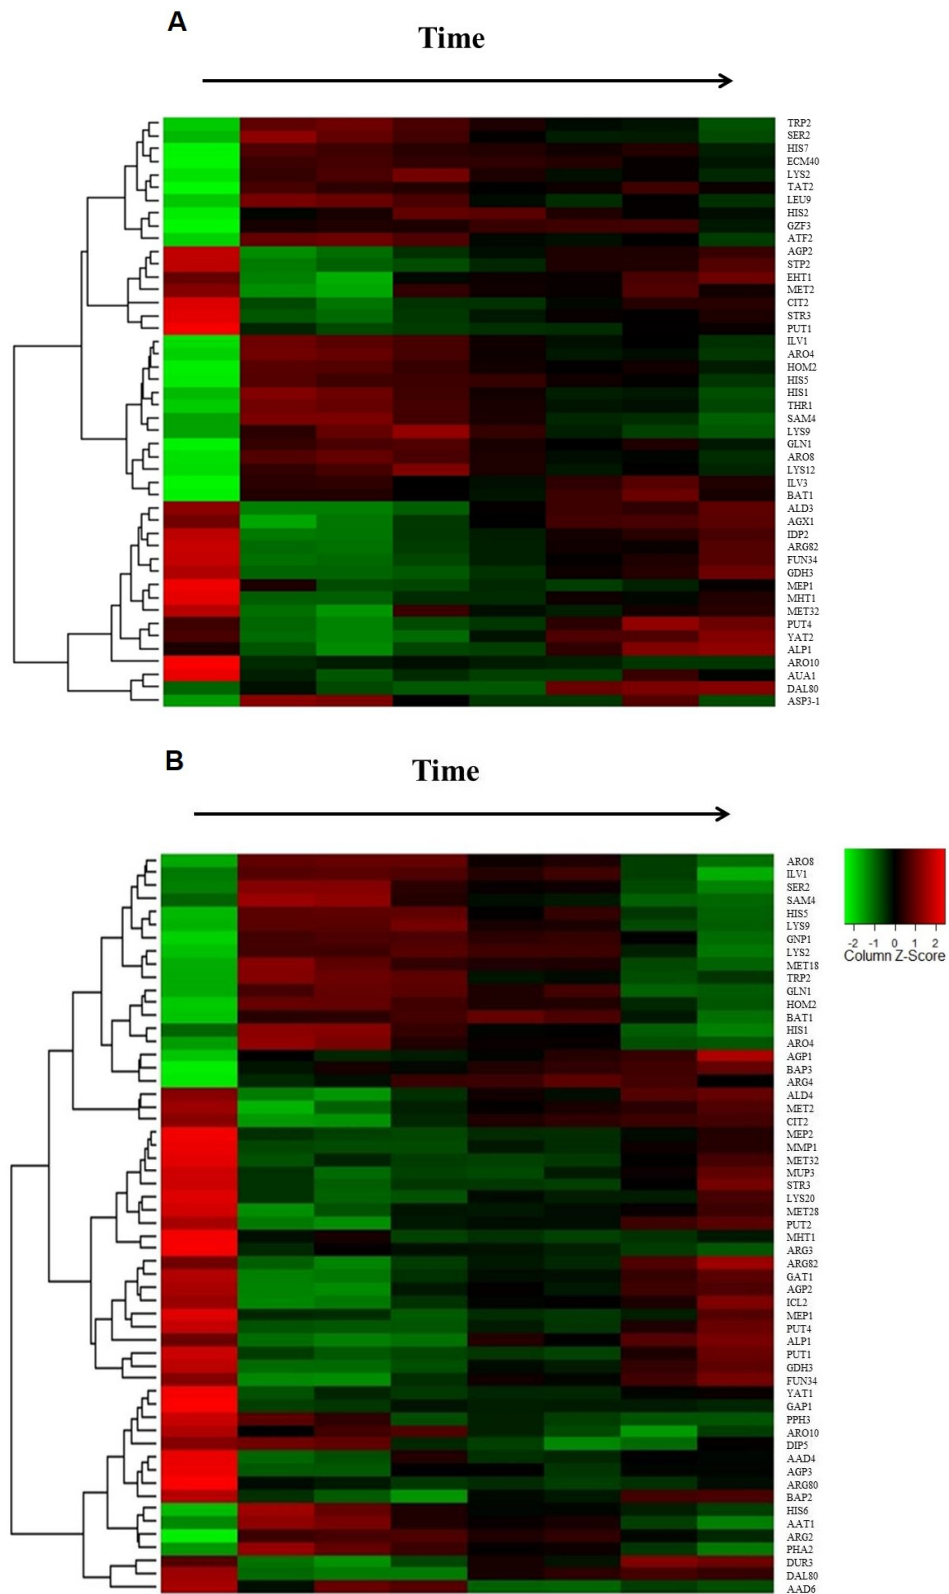 A
Time
TRP2
SER2
HIS7
ECM40
LYS2
TAT2
LEU9
HIS2
GZF3
ATF2
AGP2
STP2
EHT1
MET2
CIT2
STR3
PUT1
ILV1
ARO4
HOM2
HIS5
HIS1
THR1
SAM4
LYS9
GLN1
ARO8
LYS12
ILV3
BAT1
ALD3
AGX1
IDP2
ARG82
FUN34
GDH3
MEP1
MHT1
MET32
PUT4
YAT2
ALP1
ARO10
AUA1
DAL80
ASP3-1
B
Time
ARO8
ILV1
SER2
SAM4
HIS5
LYS9
GNP1
LYS2
MET18
TRP2
GLN1
HOM2
BAT1
HIS1
ARO4
AGP1
BAP3
ARG4
ALD4
MET2
CIT2
MEP2
MMP1
MET32
MUP3
STR3
LYS20
MET28
PUT2
MHT1
ARG3
ARG82
GAT1
AGP2
ICL2
MEP1
PUT4
ALP1
PUT1
GDH3
FUN34
YAT1
GAP1
PPH3
ARO10
DIP5
AAD4
AGP3
ARG80
BAP2
HIS6
AAT1
ARG2
PHA2
DUR3
DAL80
AAD6
-2 -1 0 1 2
Column Z-Score